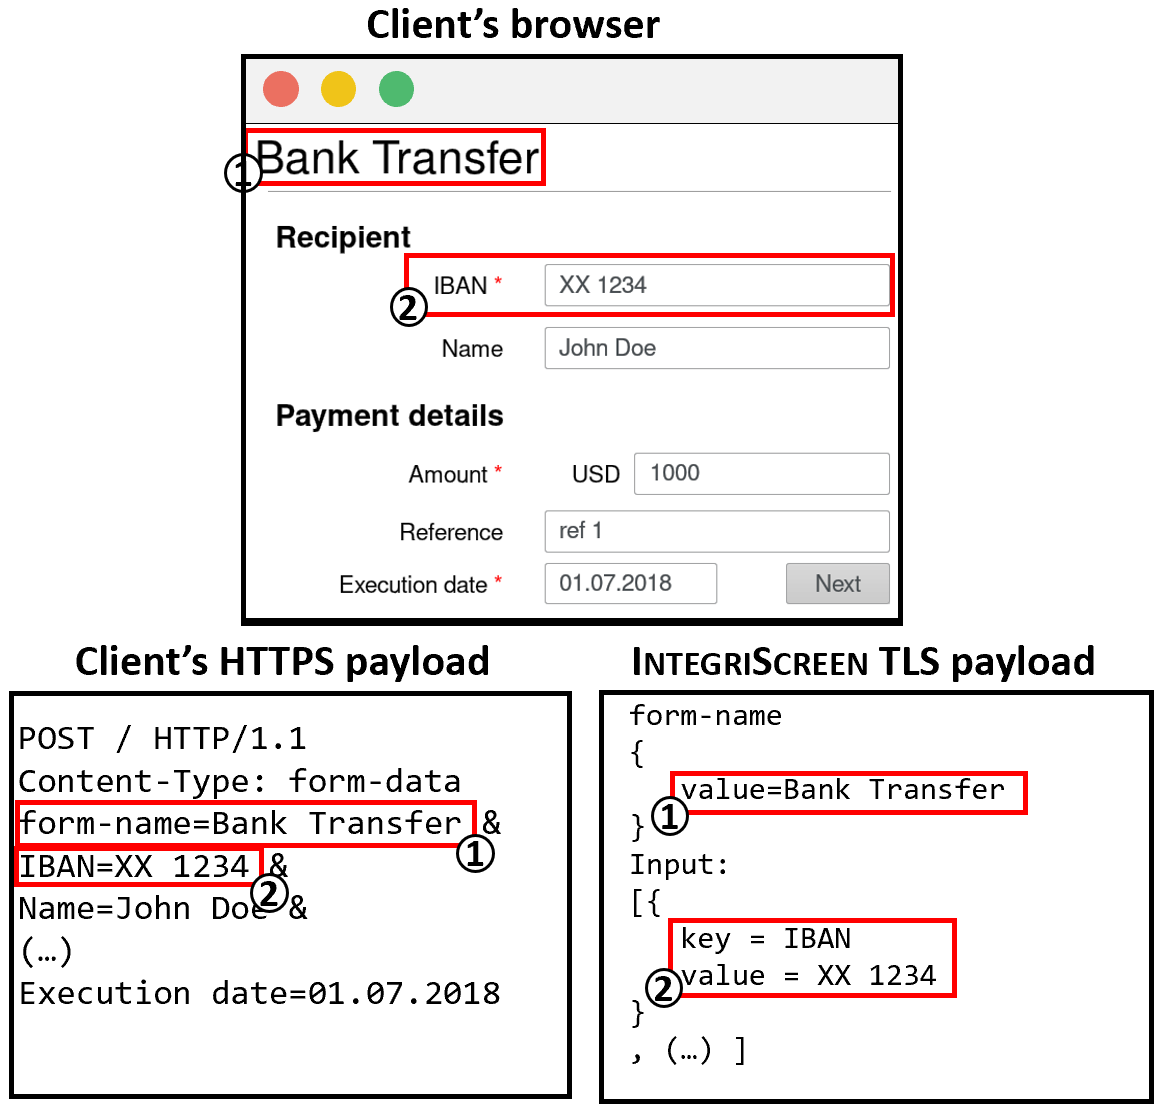 Client's browser
① Bank Transfer
Recipient
② IBAN * XX 1234
Name John Doe
Payment details
Amount * USD 1000
Reference ref 1
Execution date * 01.07.2018 Next
Client's HTTPS payload
POST / HTTP/1.1
Content-Type: form-data
form-name=Bank Transfer & ①
IBAN=XX 1234 & ②
Name=John Doe &
(…)
Execution date=01.07.2018
INTEGRISCREEN TLS payload
form-name
{
value=Bank Transfer
} ①
Input:
[{
key = IBAN
② value = XX 1234
}
, (…) ]